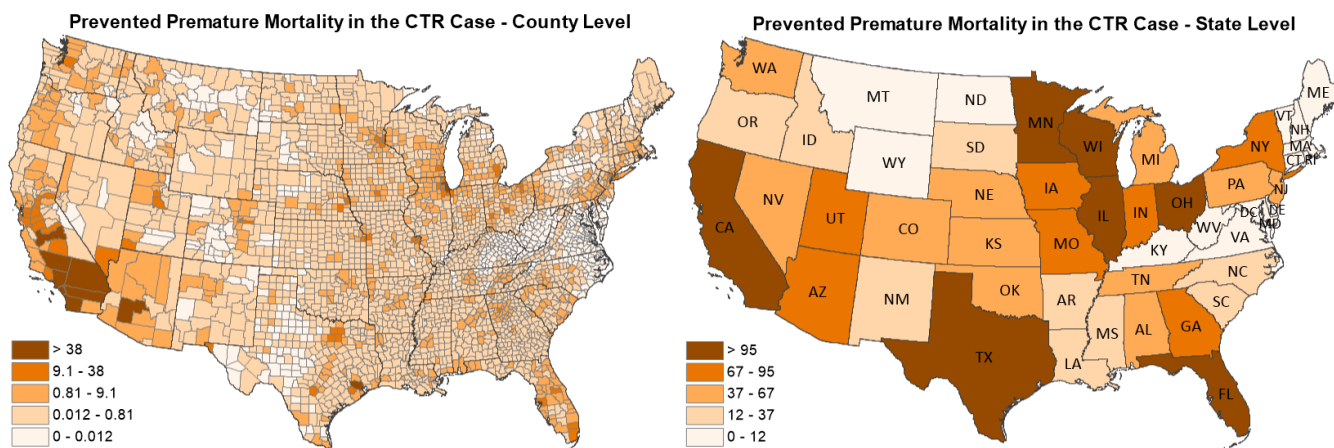 Prevented Premature Mortality in the CTR Case - County Level
> 38
9.1 - 38
0.81 - 9.1
0.012 - 0.81
0 - 0.012
Prevented Premature Mortality in the CTR Case - State Level
WA
MT
ND
MN
ME
VT
NH
OR
ID
SD
WI
MI
NY
MA
CT
RI
WY
IA
PA
NJ
NE
NV
UT
CO
IL
IN
OH
DC
DE
MD
WV
VA
CA
KS
MO
KY
NC
TN
OK
AZ
NM
AR
SC
MS
AL
GA
TX
LA
FL
> 95
67 - 95
37 - 67
12 - 37
0 - 12